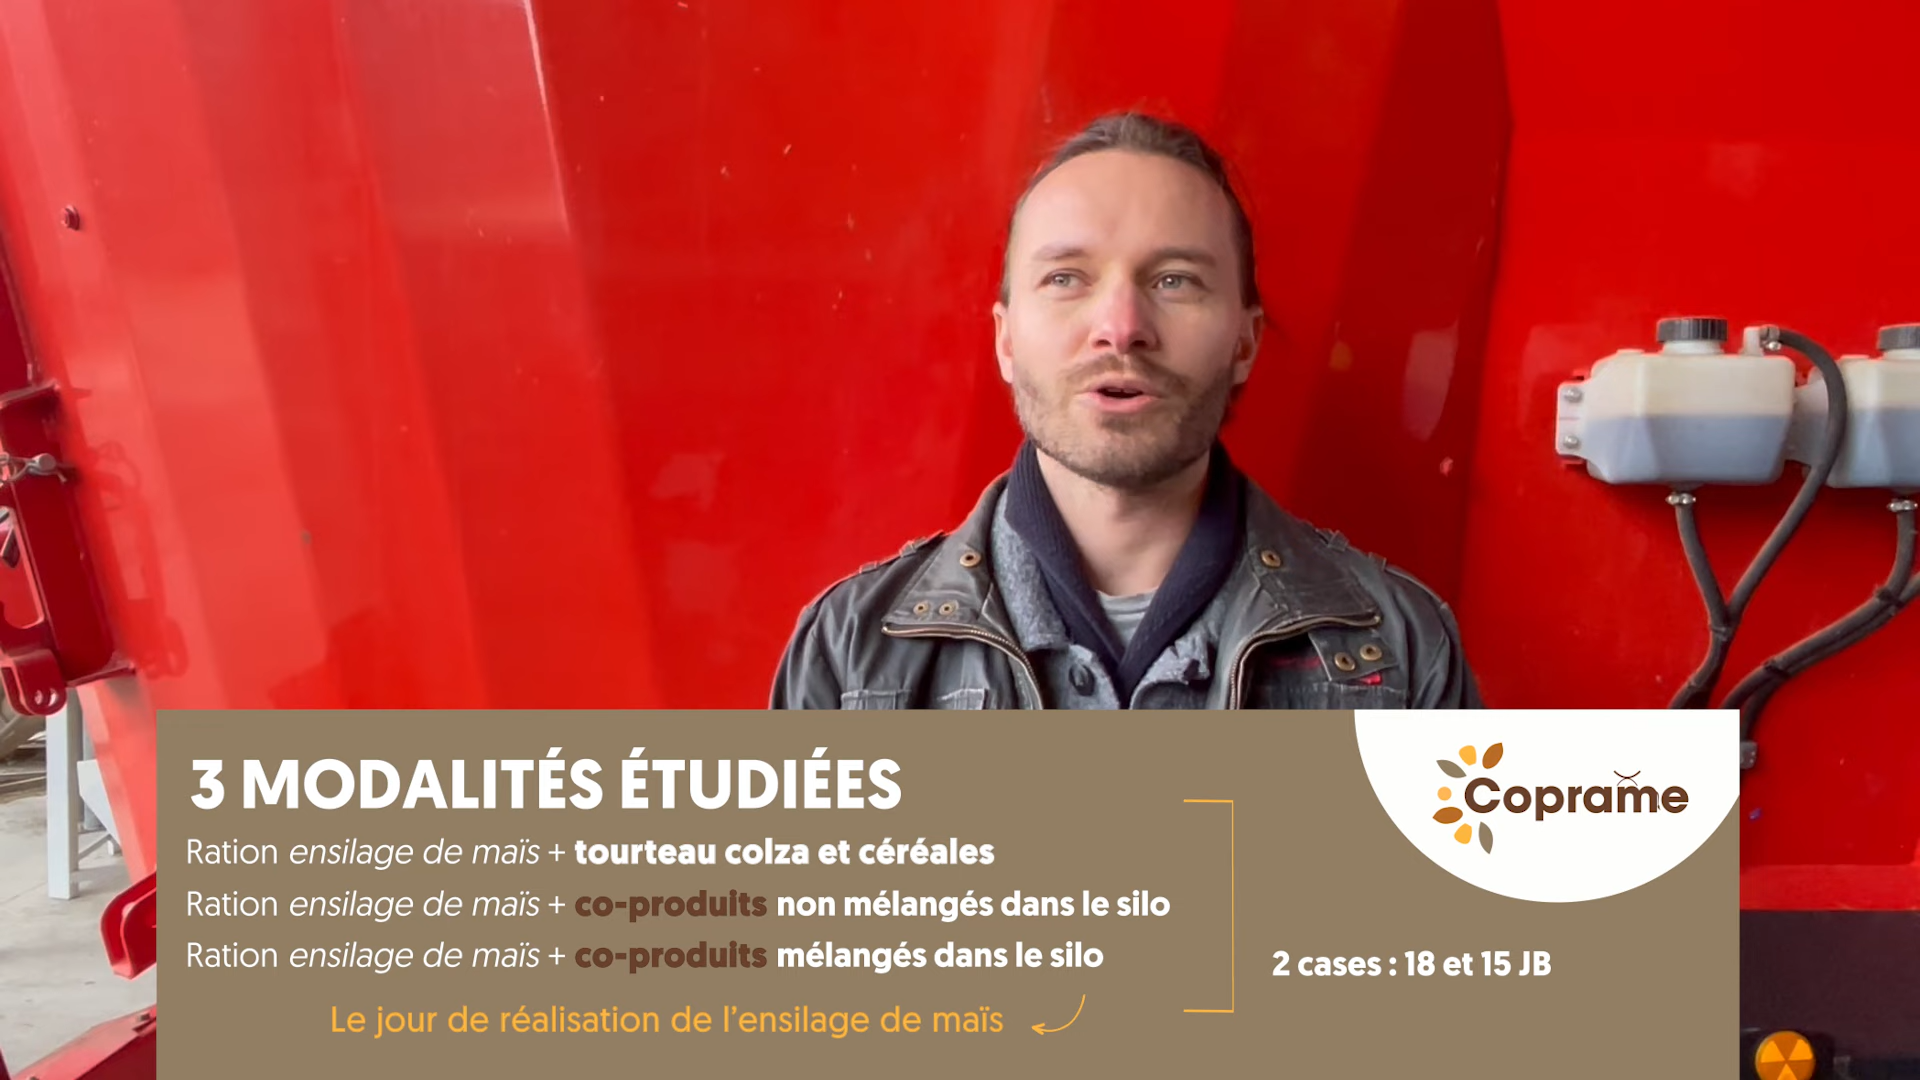 3 MODALITÉS ÉTUDIÉES
Ration ensilage de maïs + tourteau colza et céréales
Ration ensilage de maïs + co-produits non mélangés dans le silo
Ration ensilage de maïs + co-produits mélangés dans le silo
Le jour de réalisation de l'ensilage de maïs
2 cases : 18 et 15 JB
Coprame